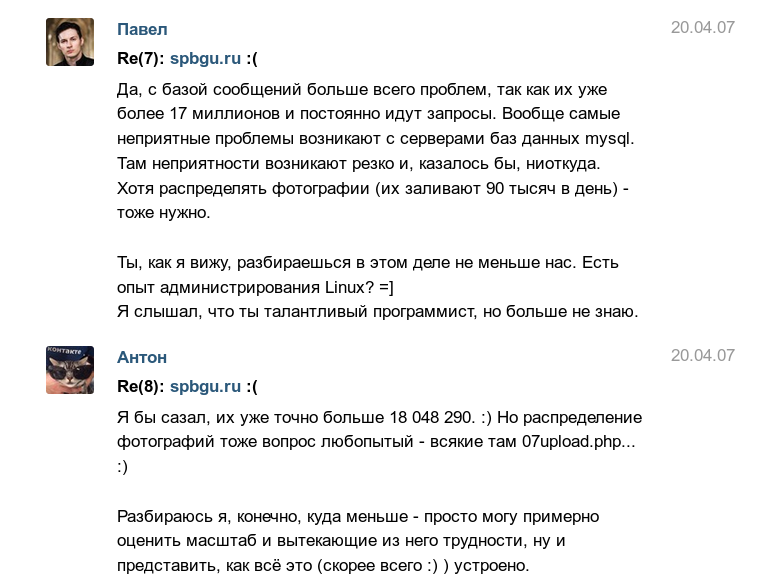 Павел
20.04.07
Re(7): spbgu.ru :(
Да, с базой сообщений больше всего проблем, так как их уже
более 17 миллионов и постоянно идут запросы. Вообще самые
неприятные проблемы возникают с серверами баз данных mysql.
Там неприятности возникают резко и, казалось бы, ниоткуда.
Хотя распределять фотографии (их заливают 90 тысяч в день) -
тоже нужно.
Ты, как я вижу, разбираешься в этом деле не меньше нас. Есть
опыт администрирования Linux? =]
Я слышал, что ты талантливый программист, но больше не знаю.
контакте
Антон
20.04.07
Re(8): spbgu.ru :(
Я бы сазал, их уже точно больше 18 048 290. :) Но распределение
фотографий тоже вопрос любопытый - всякие там 07upload.php...
:)
Разбираюсь я, конечно, куда меньше - просто могу примерно
оценить масштаб и вытекающие из него трудности, ну и
представить, как всё это (скорее всего :) ) устроено.